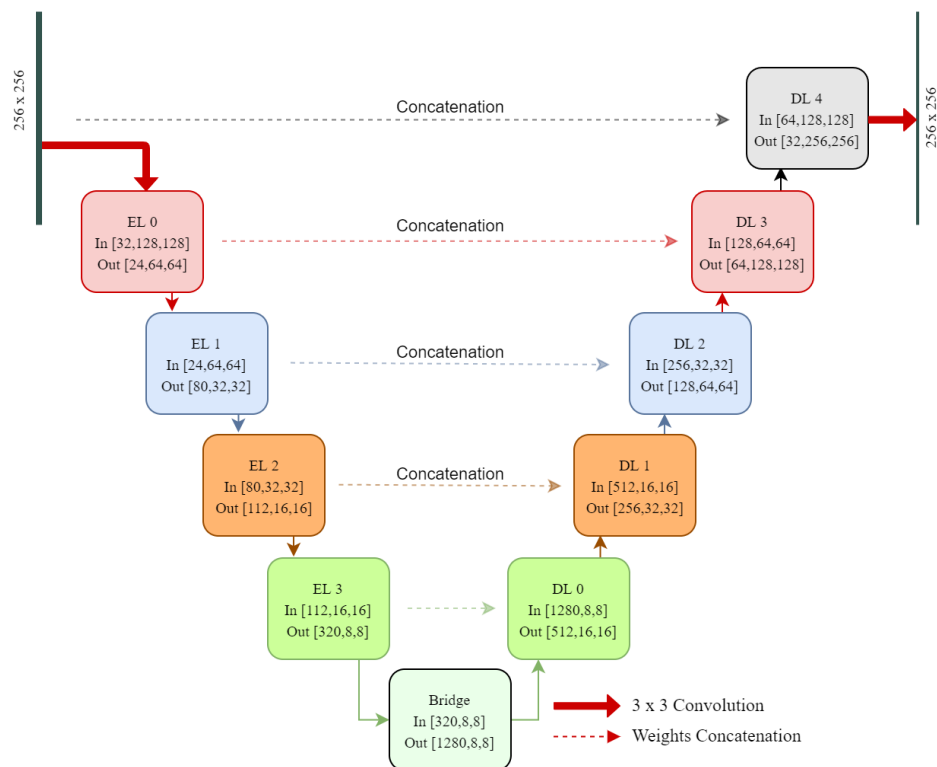 256 x 256
Concatenation
DL 4
In [64,128,128]
Out [32,256,256]
256 x 256
EL 0
In [32,128,128]
Out [24,64,64]
Concatenation
DL 3
In [128,64,64]
Out [64,128,128]
EL 1
In [24,64,64]
Out [80,32,32]
Concatenation
DL 2
In [256,32,32]
Out [128,64,64]
EL 2
In [80,32,32]
Out [112,16,16]
Concatenation
DL 1
In [512,16,16]
Out [256,32,32]
EL 3
In [112,16,16]
Out [320,8,8]
DL 0
In [1280,8,8]
Out [512,16,16]
Bridge
In [320,8,8]
Out [1280,8,8]
3 x 3 Convolution
Weights Concatenation